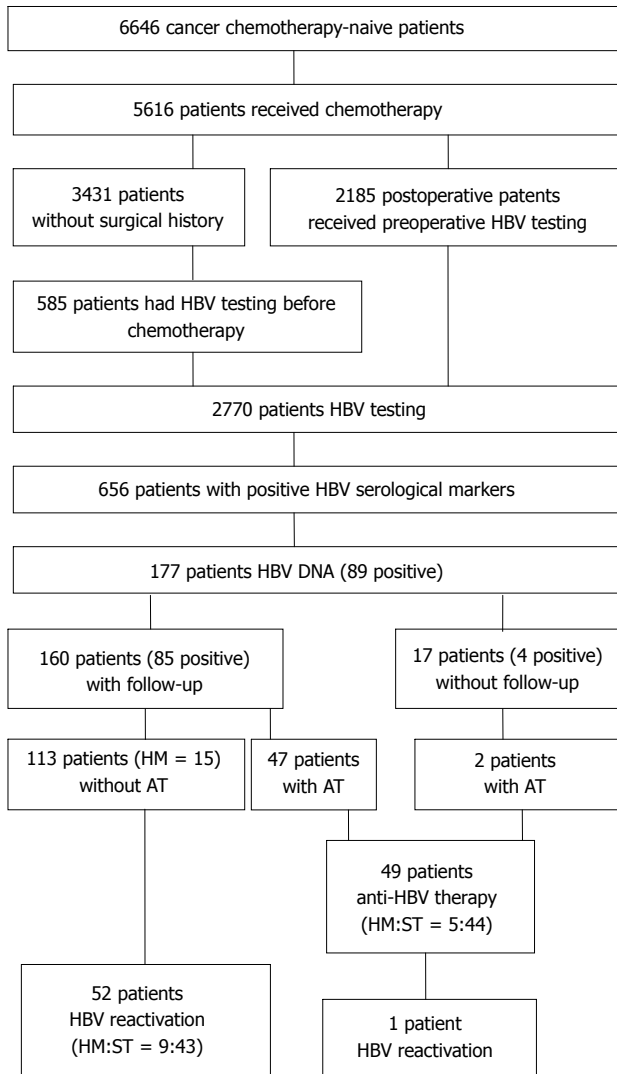 6646 cancer chemotherapy-naive patients
5616 patients received chemotherapy
3431 patients
without surgical history
2185 postoperative patents
received preoperative HBV testing
585 patients had HBV testing before
chemotherapy
2770 patients HBV testing
656 patients with positive HBV serological markers
177 patients HBV DNA (89 positive)
160 patients (85 positive)
with follow-up
17 patients (4 positive)
without follow-up
113 patients (HM = 15)
without AT
47 patients
with AT
2 patients
with AT
49 patients
anti-HBV therapy
(HM:ST = 5:44)
52 patients
HBV reactivation
(HM:ST = 9:43)
1 patient
HBV reactivation